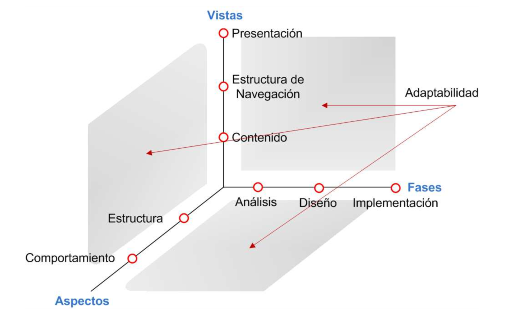 Vistas
Presentación
Estructura de
Navegación
Adaptabilidad
Contenido
Fases
Análisis
Diseño
Implementación
Estructura
Comportamiento
Aspectos